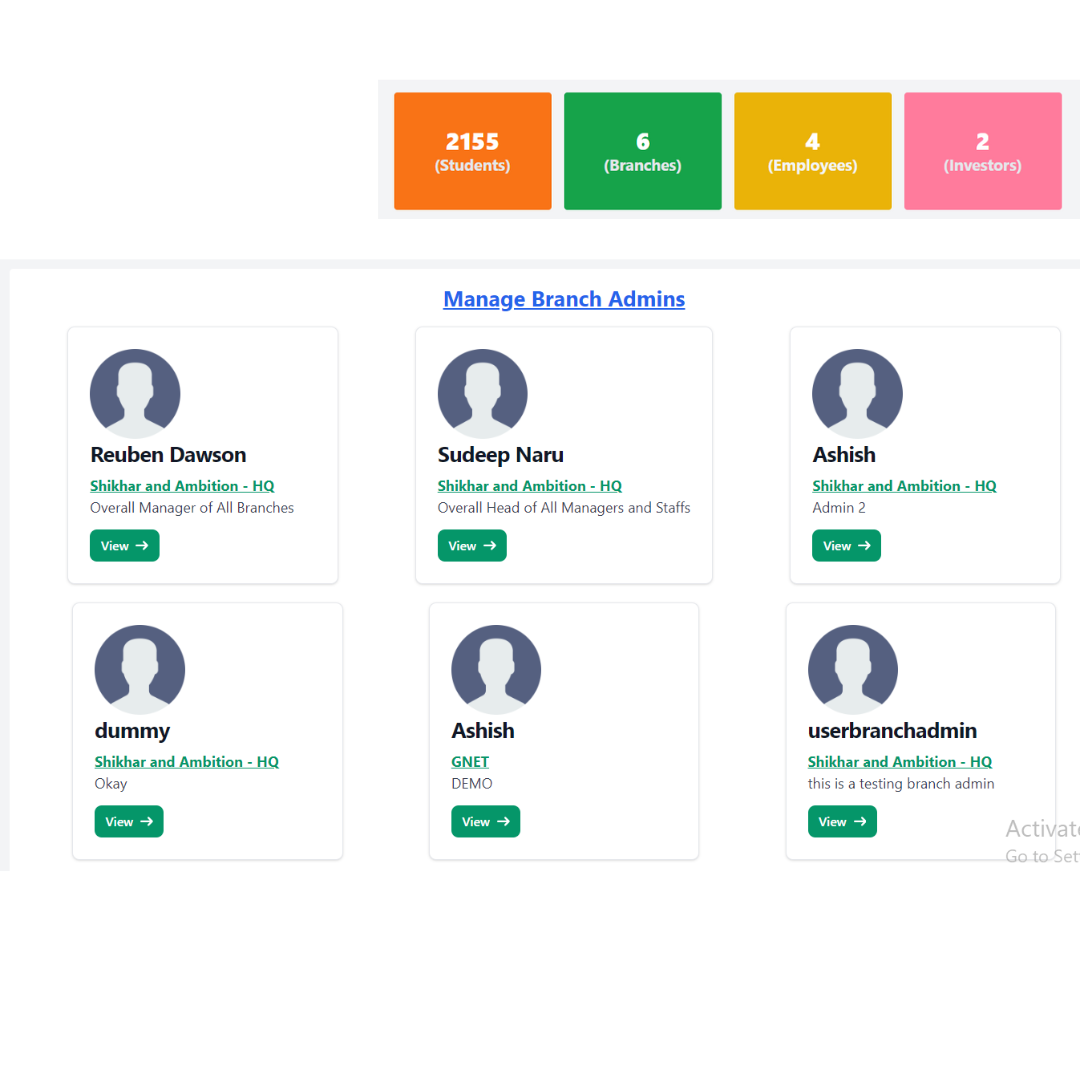 2155
(Students)
6
(Branches)
4
(Employees)
2
(Investors)
Manage Branch Admins
Reuben Dawson
Shikhar and Ambition - HQ
Overall Manager of All Branches
View →
Sudeep Naru
Shikhar and Ambition - HQ
Overall Head of All Managers and Staffs
View →
Ashish
Shikhar and Ambition - HQ
Admin 2
View →
dummy
Shikhar and Ambition - HQ
Okay
View →
Ashish
GNET
DEMO
View →
userbranchadmin
Shikhar and Ambition - HQ
this is a testing branch admin
View →
Activate
Go to Set